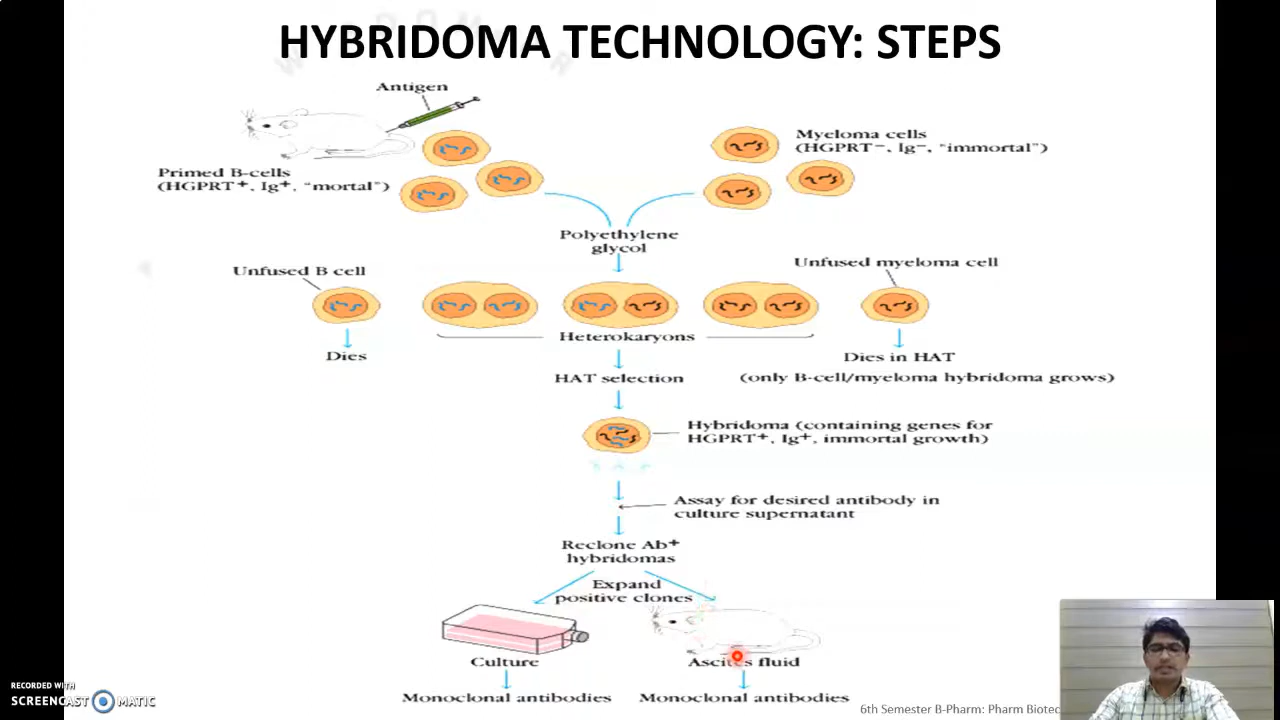 HYBRIDOMA TECHNOLOGY: STEPS
Antigen
Myeloma cells
(HGPRT⁻, Ig⁻, "immortal")
Primed B-cells
(HGPRT⁺, Ig⁺, "mortal")
Polyethylene
glycol
Unfused B cell
Unfused myeloma cell
Heterokaryons
Dies
Dies in HAT
HAT selection
(only B-cell/myeloma hybridoma grows)
Hybridoma (containing genes for
HGPRT⁺, Ig⁺, immortal growth)
Assay for desired antibody in
culture supernatant
Reclone Ab⁺
hybridomas
Expand
positive clones
Culture
Ascites fluid
Monoclonal antibodies
Monoclonal antibodies
6th Semester B-Pharm: Pharm Biotec
RECORDED WITH
SCREENCAST MATIC